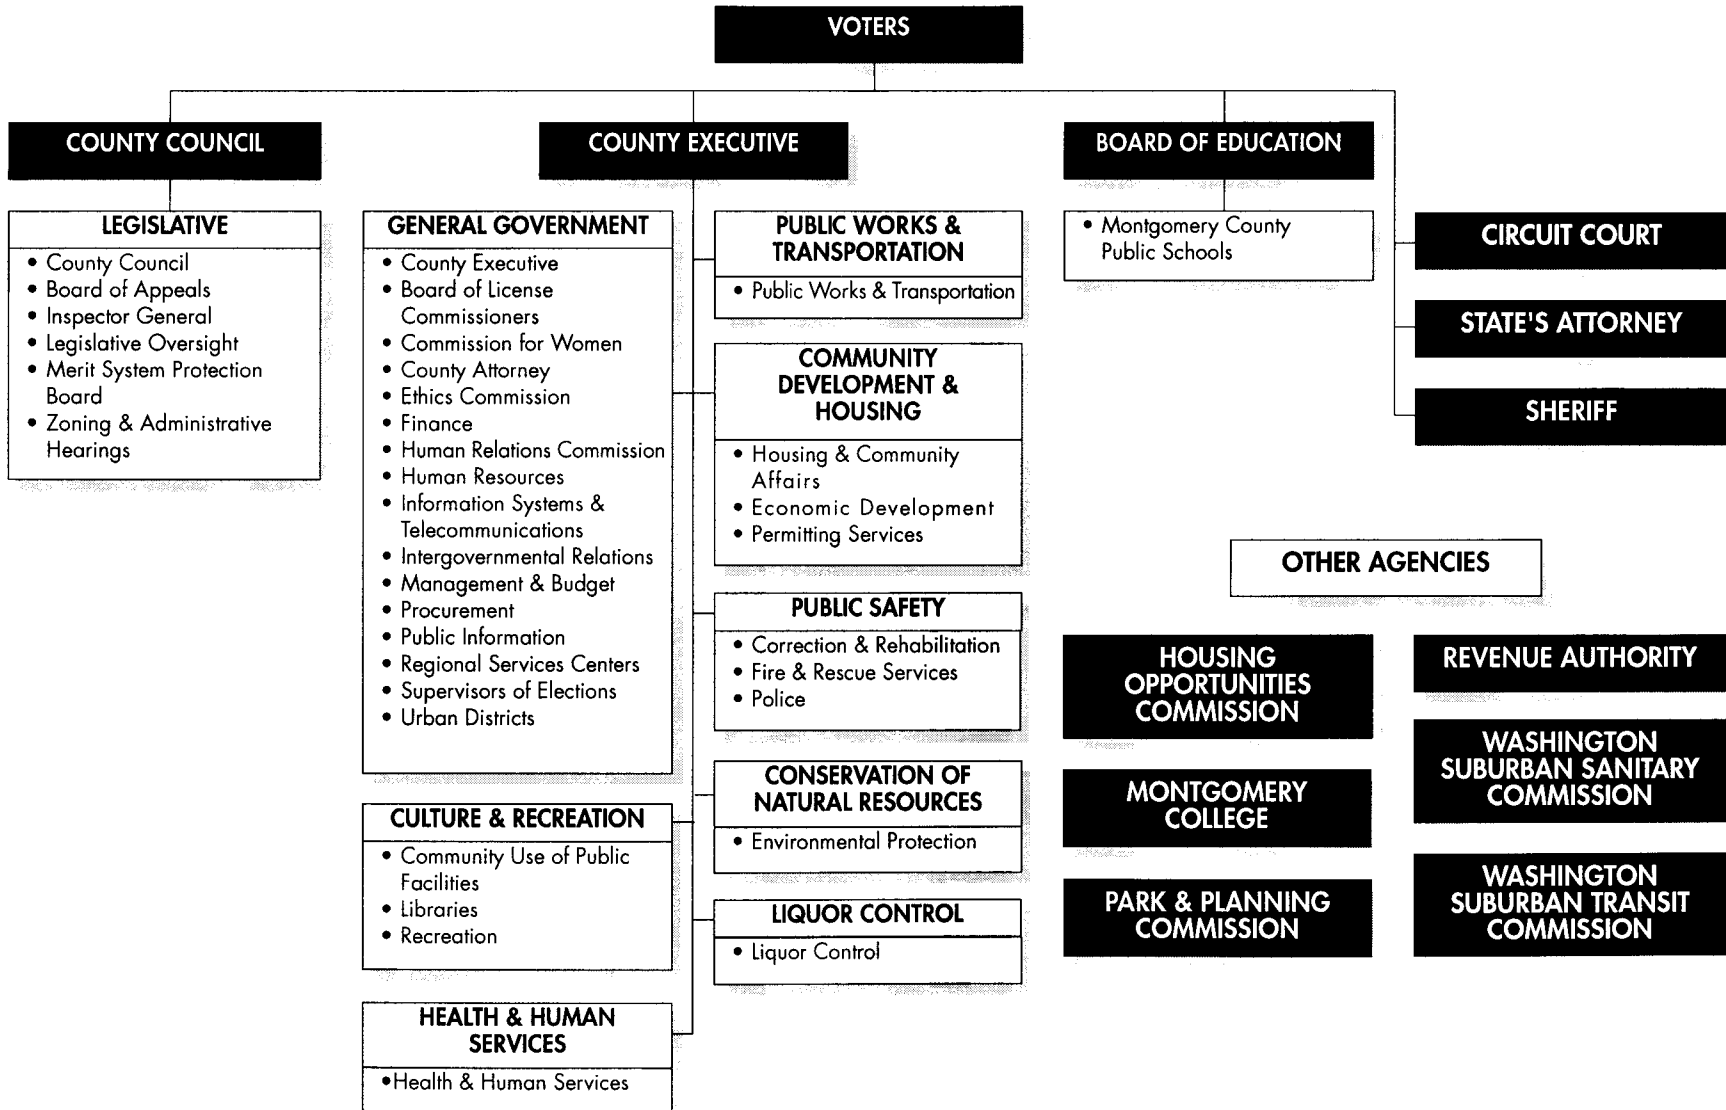 VOTERS
COUNTY COUNCIL
COUNTY EXECUTIVE
BOARD OF EDUCATION
LEGISLATIVE
• County Council
• Board of Appeals
• Inspector General
• Legislative Oversight
• Merit System Protection
Board
• Zoning & Administrative
Hearings
GENERAL GOVERNMENT
• County Executive
• Board of License
Commissioners
• Commission for Women
• County Attorney
• Ethics Commission
• Finance
• Human Relations Commission
• Human Resources
• Information Systems &
Telecommunications
• Intergovernmental Relations
• Management & Budget
• Procurement
• Public Information
• Regional Services Centers
• Supervisors of Elections
• Urban Districts
CULTURE & RECREATION
• Community Use of Public
Facilities
• Libraries
• Recreation
HEALTH & HUMAN
SERVICES
•Health & Human Services
PUBLIC WORKS &
TRANSPORTATION
• Public Works & Transportation
COMMUNITY
DEVELOPMENT &
HOUSING
• Housing & Community
Affairs
• Economic Development
• Permitting Services
PUBLIC SAFETY
• Correction & Rehabilitation
• Fire & Rescue Services
• Police
CONSERVATION OF
NATURAL RESOURCES
• Environmental Protection
LIQUOR CONTROL
• Liquor Control
• Montgomery County
Public Schools
CIRCUIT COURT
STATE'S ATTORNEY
SHERIFF
OTHER AGENCIES
HOUSING
OPPORTUNITIES
COMMISSION
MONTGOMERY
COLLEGE
PARK & PLANNING
COMMISSION
REVENUE AUTHORITY
WASHINGTON
SUBURBAN SANITARY
COMMISSION
WASHINGTON
SUBURBAN TRANSIT
COMMISSION